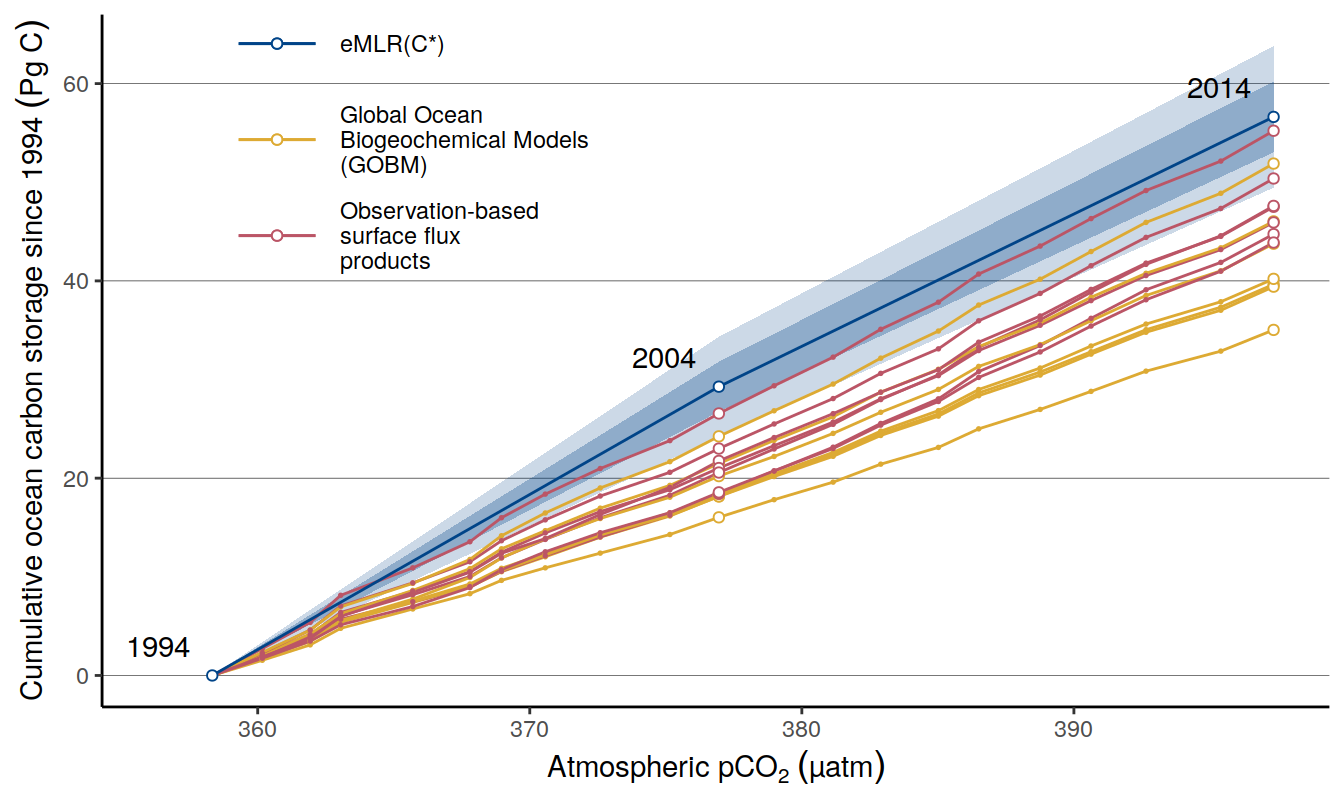 eMLR(C*)
Global Ocean
Biogeochemical Models
(GOBM)
Observation-based
surface flux
products
1994
2004
2014
Cumulative ocean carbon storage since 1994 (Pg C)
60
40
20
0
360
370
380
390
Atmospheric pCO₂ (μatm)